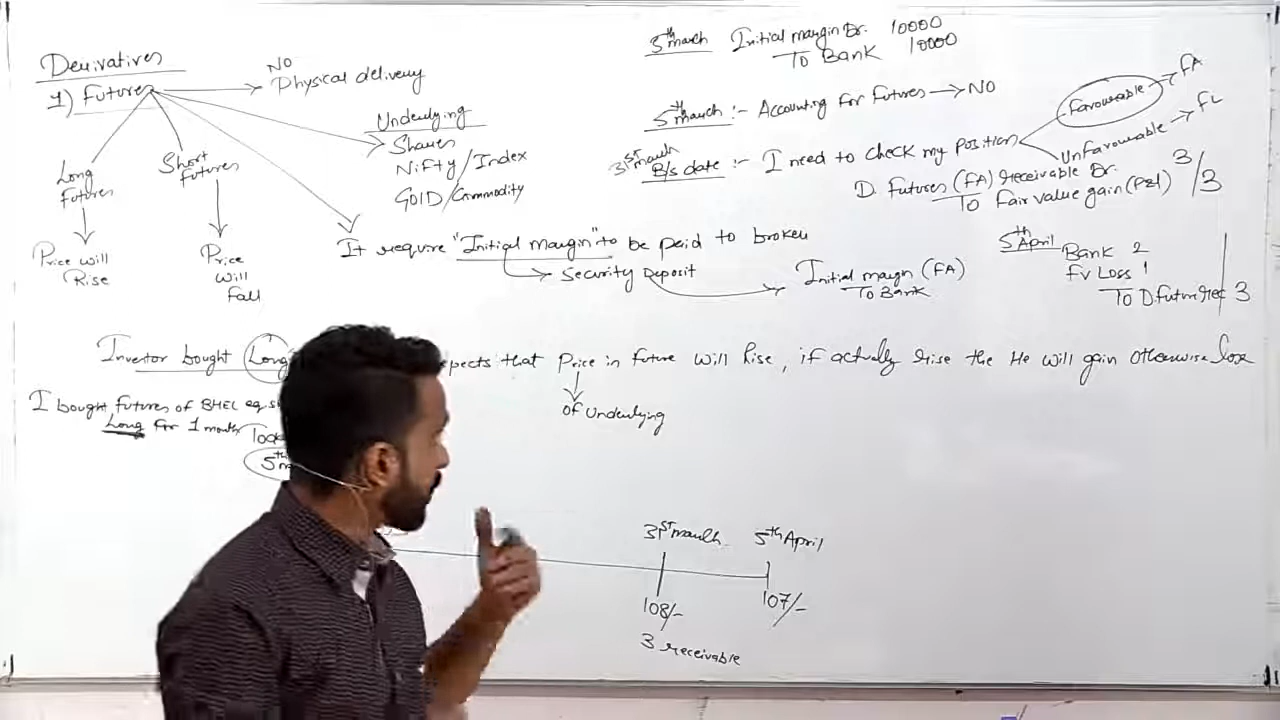 Derivatives
1) Futures
NO
Physical delivery
Underlying
Shares
Nifty/Index
GOLD/Commodity
Long
Futures
Short
Futures
Price will
Rise
Price
Will
Fall
It require "Initial margin" to be paid to broker
Security Deposit
Initial margin (FA)
To Bank
5th march Initial margin Dr. 10000
To Bank 10000
5th march :- Accounting for Futures → NO
31st march
B/s date :- I need to check my position
Favourable → FA
Unfavourable → FL
D. Futures (FA) receivable Dr. 3
To Fair value gain (P&L) 3
5th April
Bank 2
FV Loss 1
To D.Future rec 3
Investor bought Long
that Price in future will Rise, if actually rise the He will gain otherwise lose
of Underlying
I bought futures of BHEL
Long for 1 month
5th
31st march
5th April
108/-
107/-
3 receivable